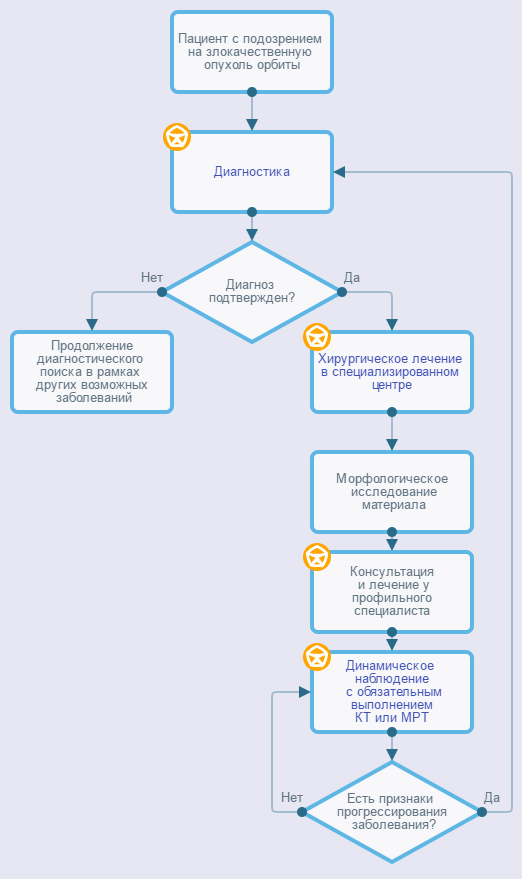 Пациент с подозрением
на злокачественную
опухоль орбиты
Диагностика
Нет
Диагноз
подтвержден?
Да
Продолжение
диагностического
поиска в рамках
других возможных
заболеваний
Хирургическое лечение
в специализированном
центре
Морфологическое
исследование
материала
Консультация
и лечение у
профильного
специалиста
Динамическое
наблюдение
с обязательным
выполнением
КТ или МРТ
Нет
Есть признаки
прогрессирования
заболевания?
Да